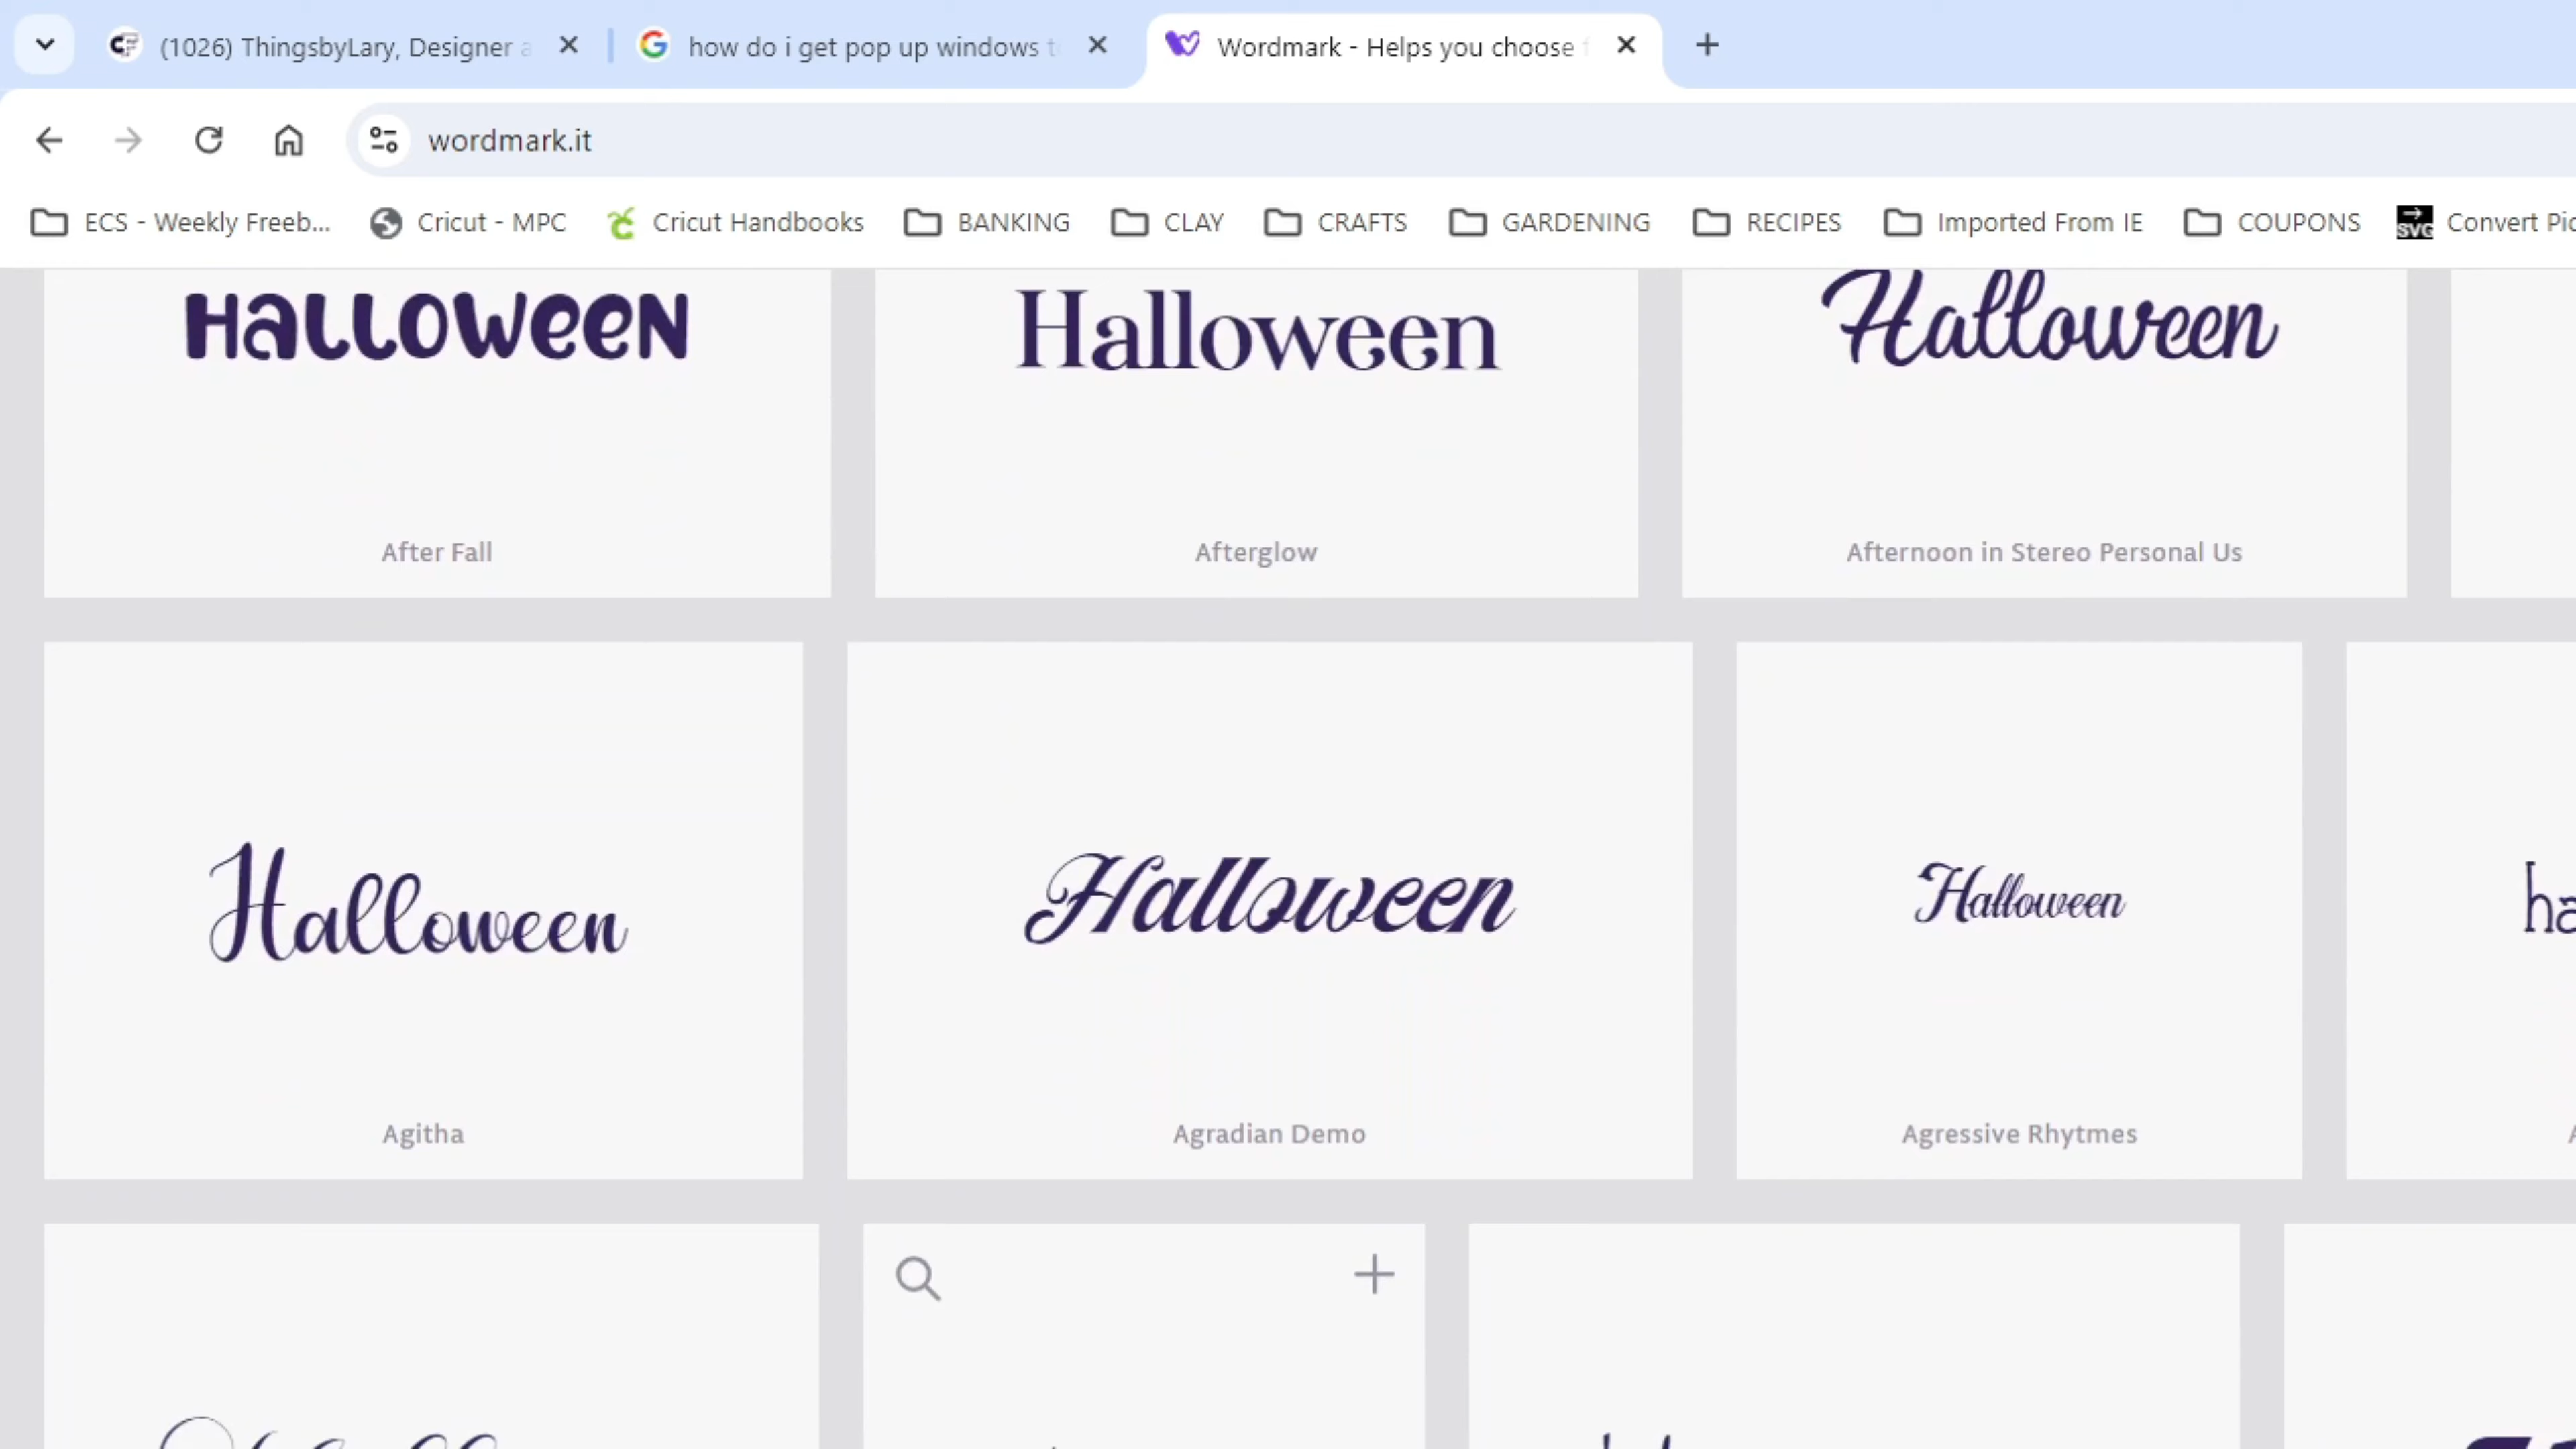 (1026) ThingsbyLary, Designer
how do i get pop up windows
Wordmark - Helps you choose
wordmark.it
ECS - Weekly Freeb...
Cricut - MPC
Cricut Handbooks
BANKING
CLAY
CRAFTS
GARDENING
RECIPES
Imported From IE
COUPONS
SVG
Convert
HaLLOWeeN
Halloween
Halloween
After Fall
Afterglow
Afternoon in Stereo Personal Us
Halloween
Halloween
Halloween
Agitha
Agradian Demo
Agressive Rhytmes